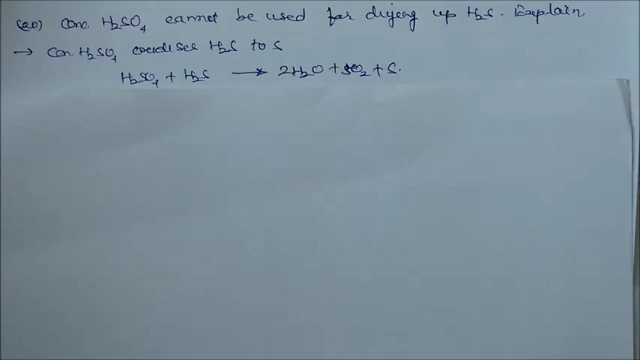 (20) Conc H₂SO₄ cannot be used for drying up H₂S. Explain
→ Con H₂SO₄ oxidises H₂S to S
H₂SO₄ + H₂S → 2H₂O + SO₂ + S.